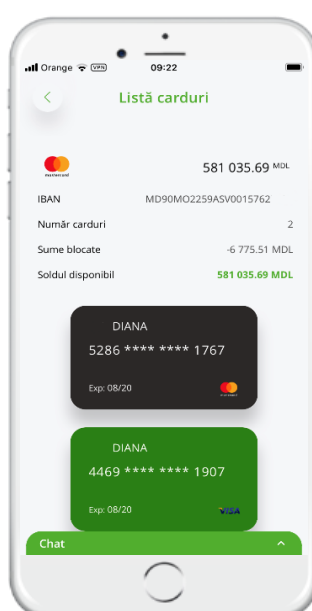 Orange VPN 09:22
Listă carduri
mastercard 581 035.69 MDL
IBAN MD90MO2259ASV0015762
Număr carduri 2
Sume blocate -6 775.51 MDL
Soldul disponibil 581 035.69 MDL
DIANA
5286 **** **** 1767
Exp: 08/20
DIANA
4469 **** **** 1907
Exp: 08/20 VISA
Chat